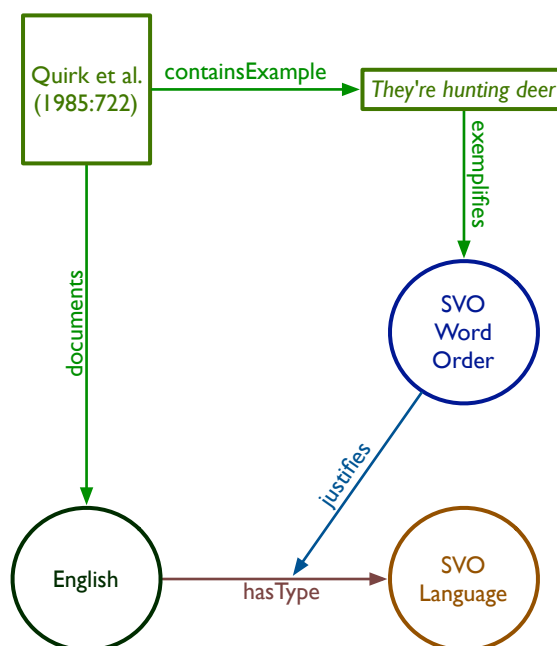 Quirk et al.
(1985:722)
containsExample
They're hunting deer
exemplifies
documents
SVO
Word
Order
justifies
English
hasType
SVO
Language